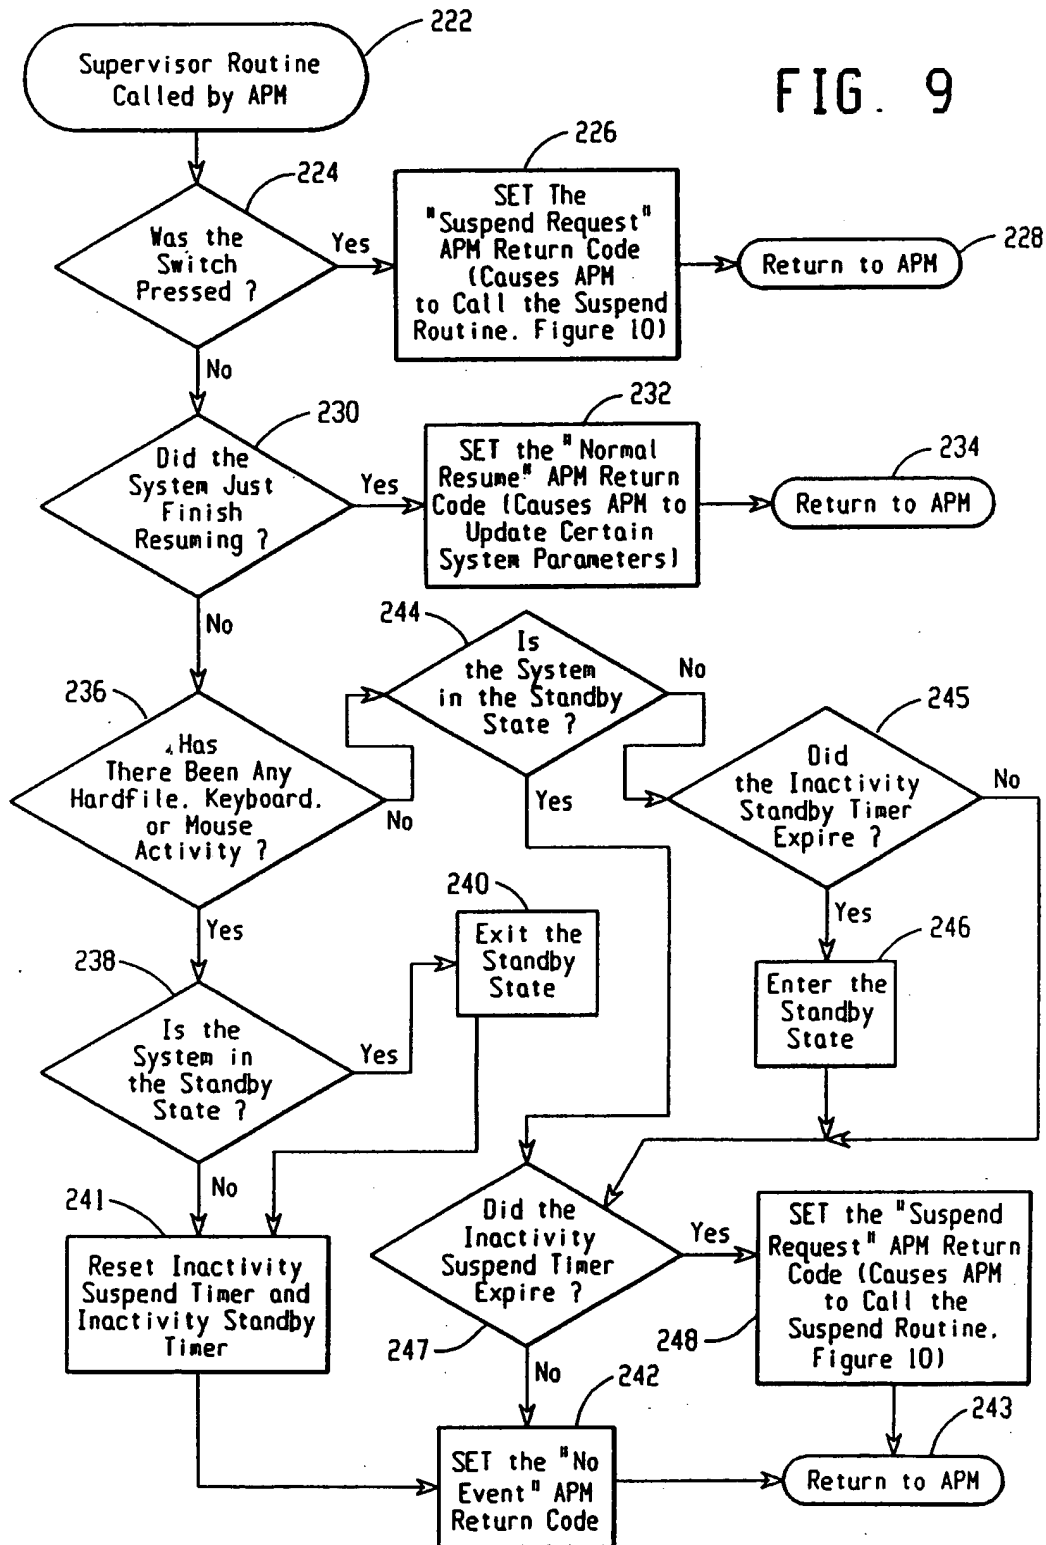 222
Supervisor Routine
Called by APM
FIG. 9
224
Was the
Switch
Pressed ?
Yes
No
226
SET The
"Suspend Request"
APM Return Code
(Causes APM
to Call the Suspend
Routine. Figure 10)
228
Return to APM
230
Did the
System Just
Finish
Resuming ?
Yes
No
232
SET the "Normal
Resume" APM Return
Code (Causes APM to
Update Certain
System Parameters)
234
Return to APM
236
Has
There Been Any
Hardfile. Keyboard.
or Mouse
Activity ?
No
Yes
244
Is
the System
in the Standby
State ?
No
Yes
245
Did
the Inactivity
Standby Timer
Expire ?
No
Yes
246
Enter the
Standby
State
238
Is the
System in
the Standby
State ?
Yes
No
240
Exit the
Standby
State
241
Reset Inactivity
Suspend Timer and
Inactivity Standby
Timer
247
Did the
Inactivity
Suspend Timer
Expire ?
Yes
No
248
SET the "Suspend
Request" APM Return
Code (Causes APM
to Call the
Suspend Routine.
Figure 10)
242
SET the "No
Event" APM
Return Code
243
Return to APM